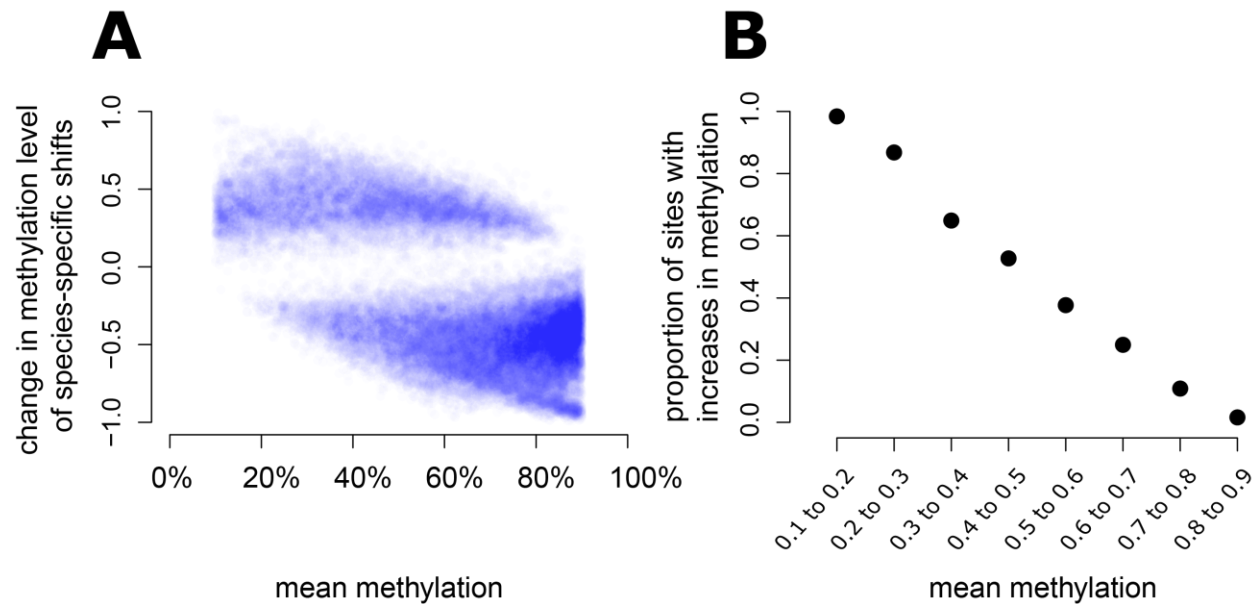 A
change in methylation level
of species-specific shifts
1.0
0.5
0.0
−0.5
−1.0
0%
20%
40%
60%
80%
100%
mean methylation
B
proportion of sites with
increases in methylation
1.0
0.8
0.6
0.4
0.2
0.0
0.1 to 0.2
0.2 to 0.3
0.3 to 0.4
0.4 to 0.5
0.5 to 0.6
0.6 to 0.7
0.7 to 0.8
0.8 to 0.9
mean methylation